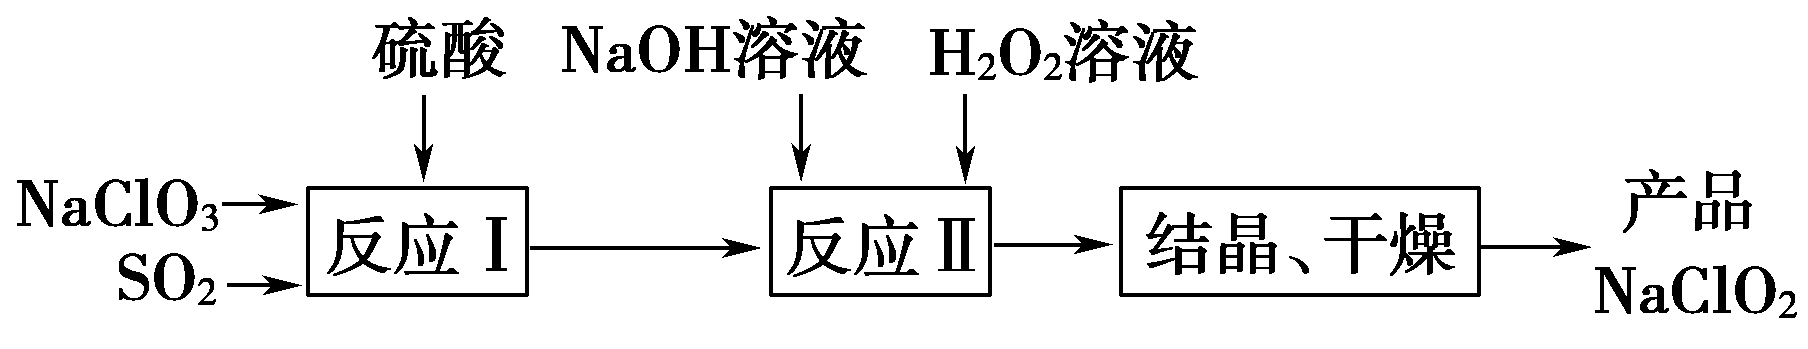 硫酸 NaOH溶液 H₂O₂溶液
NaClO₃
SO₂
反应Ⅰ
反应Ⅱ
结晶、干燥
产品
NaClO₂